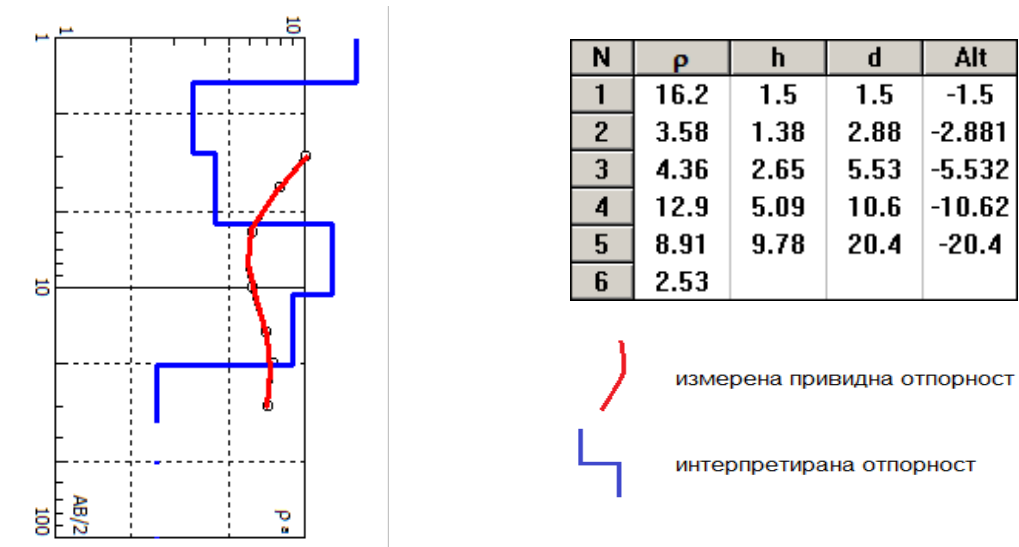 1 10
1
10
100
AB/2
ρ a
N ρ h d Alt
1 16.2 1.5 1.5 -1.5
2 3.58 1.38 2.88 -2.881
3 4.36 2.65 5.53 -5.532
4 12.9 5.09 10.6 -10.62
5 8.91 9.78 20.4 -20.4
6 2.53
измерена привидна отпорност
интерпретирана отпорност